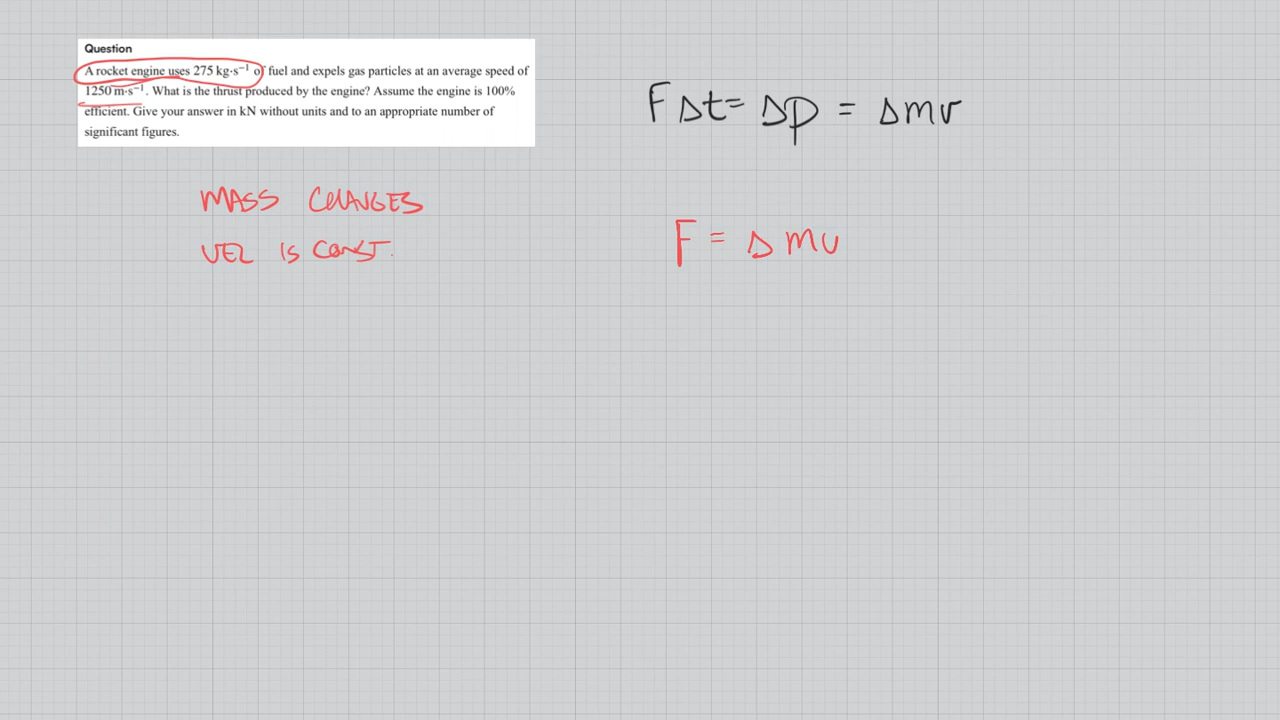 Question
A rocket engine uses 275 kg·s⁻¹ of fuel and expels gas particles at an average speed of
1250 m·s⁻¹. What is the thrust produced by the engine? Assume the engine is 100%
efficient. Give your answer in kN without units and to an appropriate number of
significant figures.
FΔt = Δp = Δmv
MASS CHANGES
VEL IS CONST.
F = Δmv